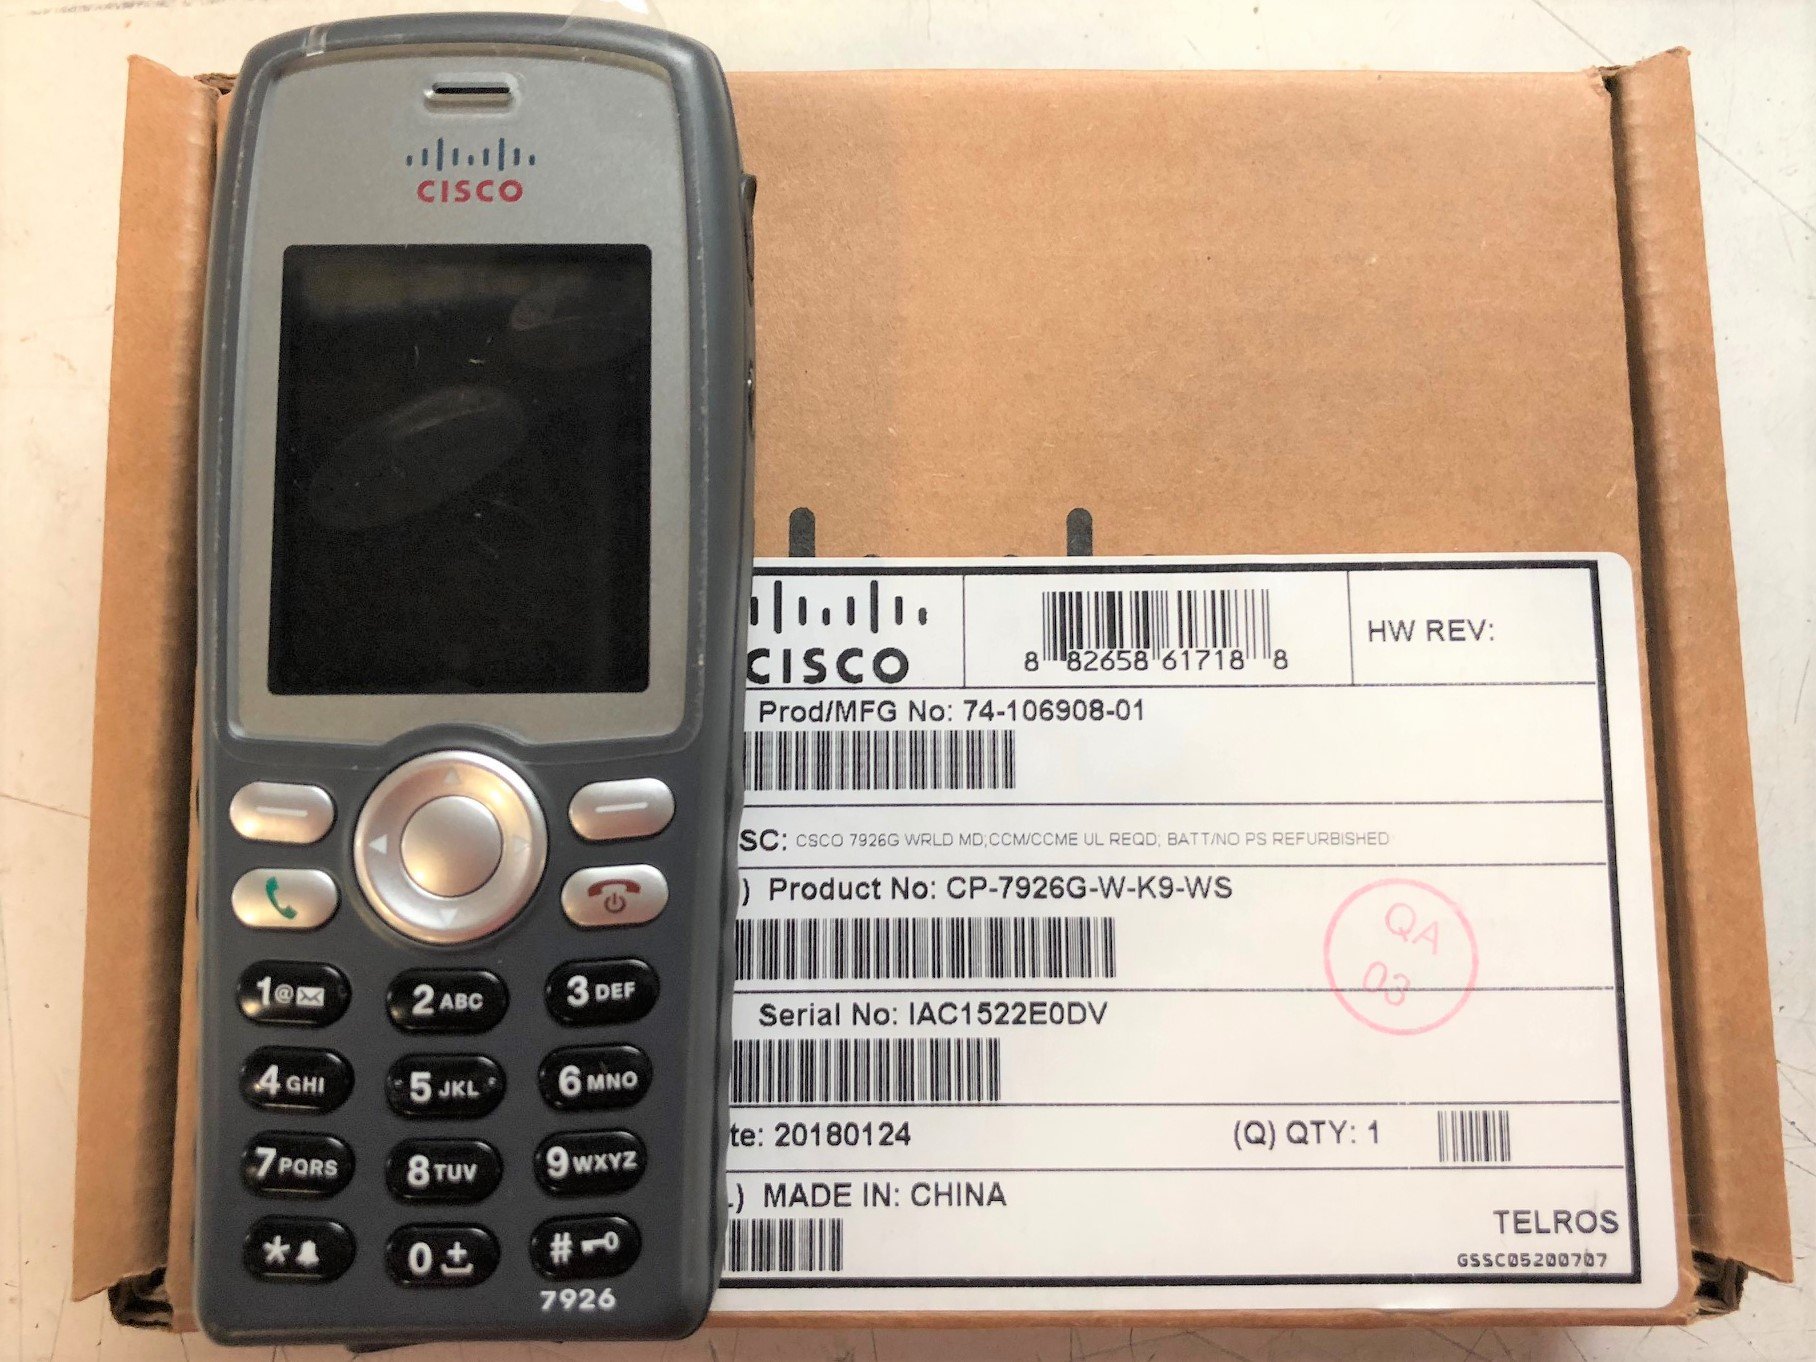 CISCO
1 @
2 ABC
3 DEF
4 GHI
5 JKL
6 MNO
7 PQRS
8 TUV
9 WXYZ
*
0 +
#
7926
CISCO
8 82658 61718 8
HW REV:
Prod/MFG No: 74-106908-01
SC: CSCO 7926G WRLD MD;CCM/CCME UL REQD; BATT/NO PS REFURBISHED
) Product No: CP-7926G-W-K9-WS
QA
03
Serial No: IAC1522E0DV
te: 20180124
(Q) QTY: 1
.) MADE IN: CHINA
TELROS
GSSC05200707